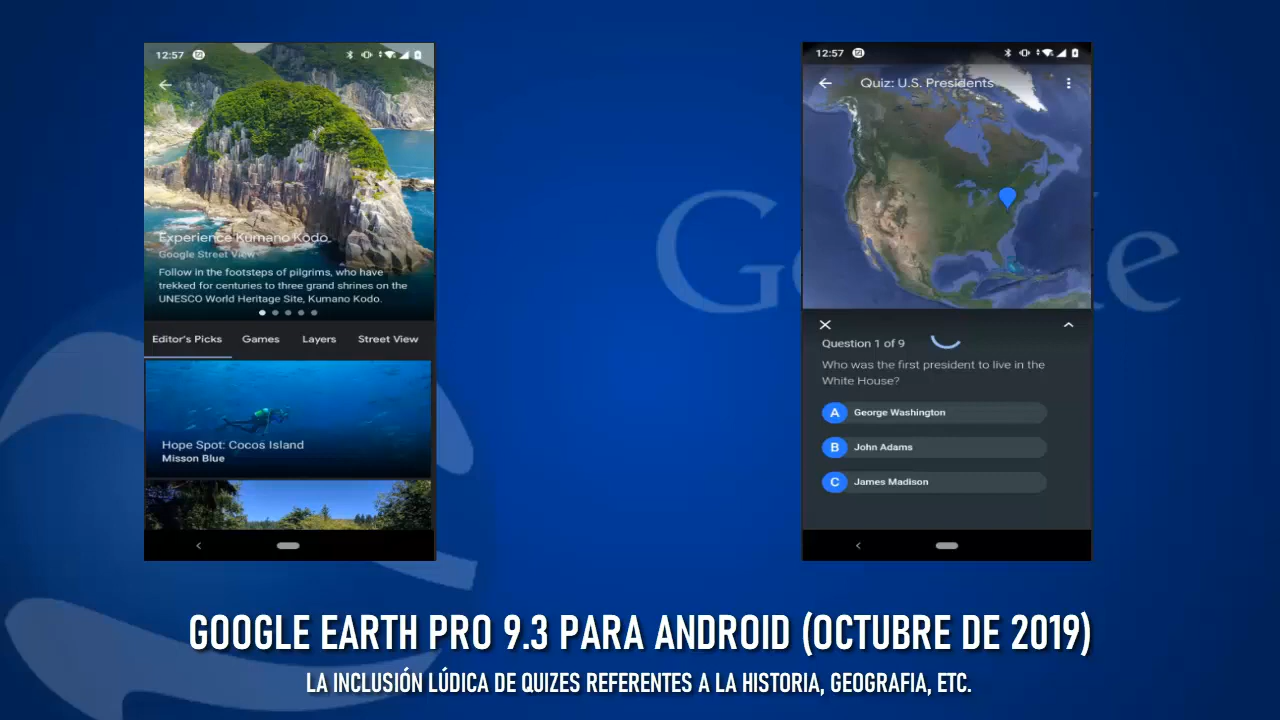 12:57
Experience Kumano Kodo
Google Street View
Follow in the footsteps of pilgrims, who have
trekked for centuries to three grand shrines on the
UNESCO World Heritage Site, Kumano Kodo.
Editor's Picks Games Layers Street View
Hope Spot: Cocos Island
Misson Blue
12:57
Quiz: U.S. Presidents
Question 1 of 9
Who was the first president to live in the
White House?
A George Washington
B John Adams
C James Madison
GOOGLE EARTH PRO 9.3 PARA ANDROID (OCTUBRE DE 2019)
LA INCLUSIÓN LÚDICA DE QUIZES REFERENTES A LA HISTORIA, GEOGRAFIA, ETC.